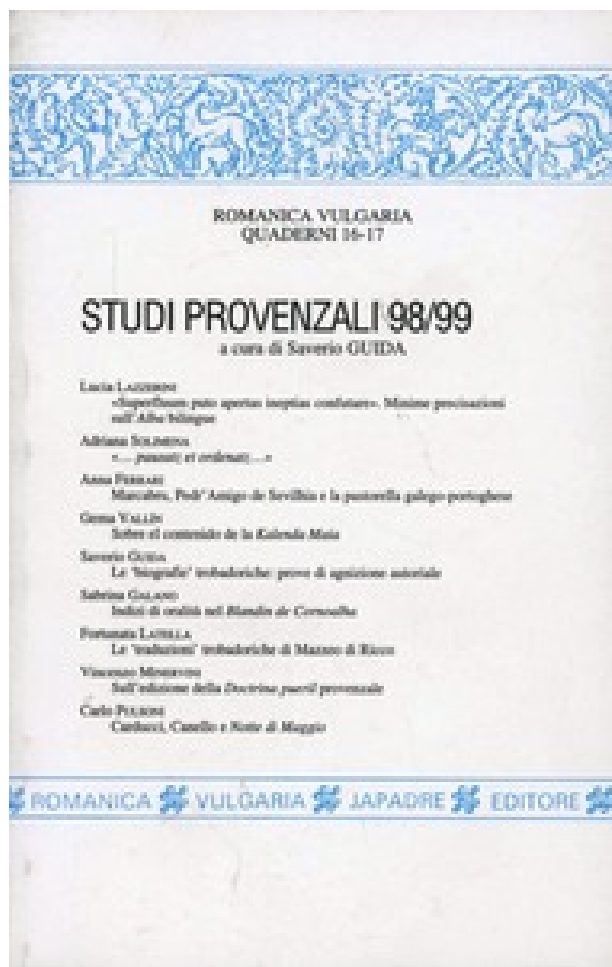 ROMANICA VULGARIA
QUADERNI 16-17
STUDI PROVENZALI 98/99
a cura di Saverio GUIDA
Lucia LAZZERINI
«Superfluum puto apertas ineptias confutare». Minime precisazioni
sull'Alba bilingue
Adriana SOLIMENA
«... pauzatz et ordenatz...»
Anna FERRARI
Marcabru, Pedr'Amigo de Sevilhia e la pastorella galego-portoghese
Gema VALLÍN
Sobre el contenido de la Kalenda Maia
Saverio GUIDA
Le 'biografie' trobadoriche: prove di agnizione autoriale
Sabrina GALANO
Indizi di oralità nel Blandin de Cornoalha
Fortunata LATELLA
Le 'traduzioni' trobadoriche di Mazzeo di Ricco
Vincenzo MINERVINI
Sull'edizione della Doctrina pueril provenzale
Carlo PULSONI
Carducci, Canello e Notte di Maggio
ROMANICA VULGARIA JAPADRE EDITORE